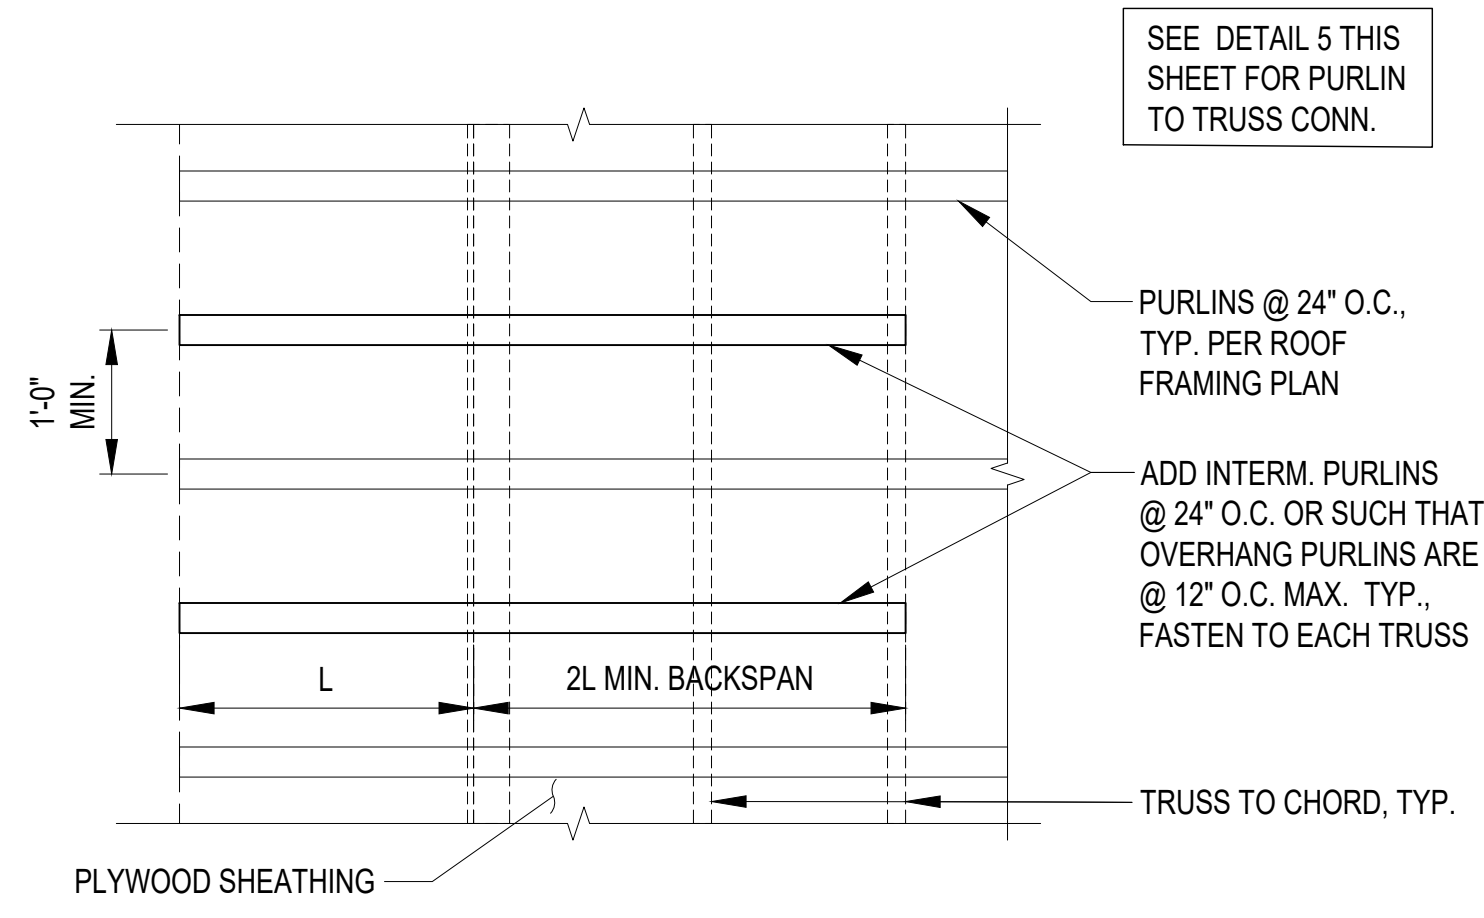 SEE DETAIL 5 THIS
SHEET FOR PURLIN
TO TRUSS CONN.
PURLINS @ 24" O.C.,
TYP. PER ROOF
FRAMING PLAN
1'-0"
MIN.
ADD INTERM. PURLINS
@ 24" O.C. OR SUCH THAT
OVERHANG PURLINS ARE
@ 12" O.C. MAX. TYP.,
FASTEN TO EACH TRUSS
L
2L MIN. BACKSPAN
TRUSS TO CHORD, TYP.
PLYWOOD SHEATHING